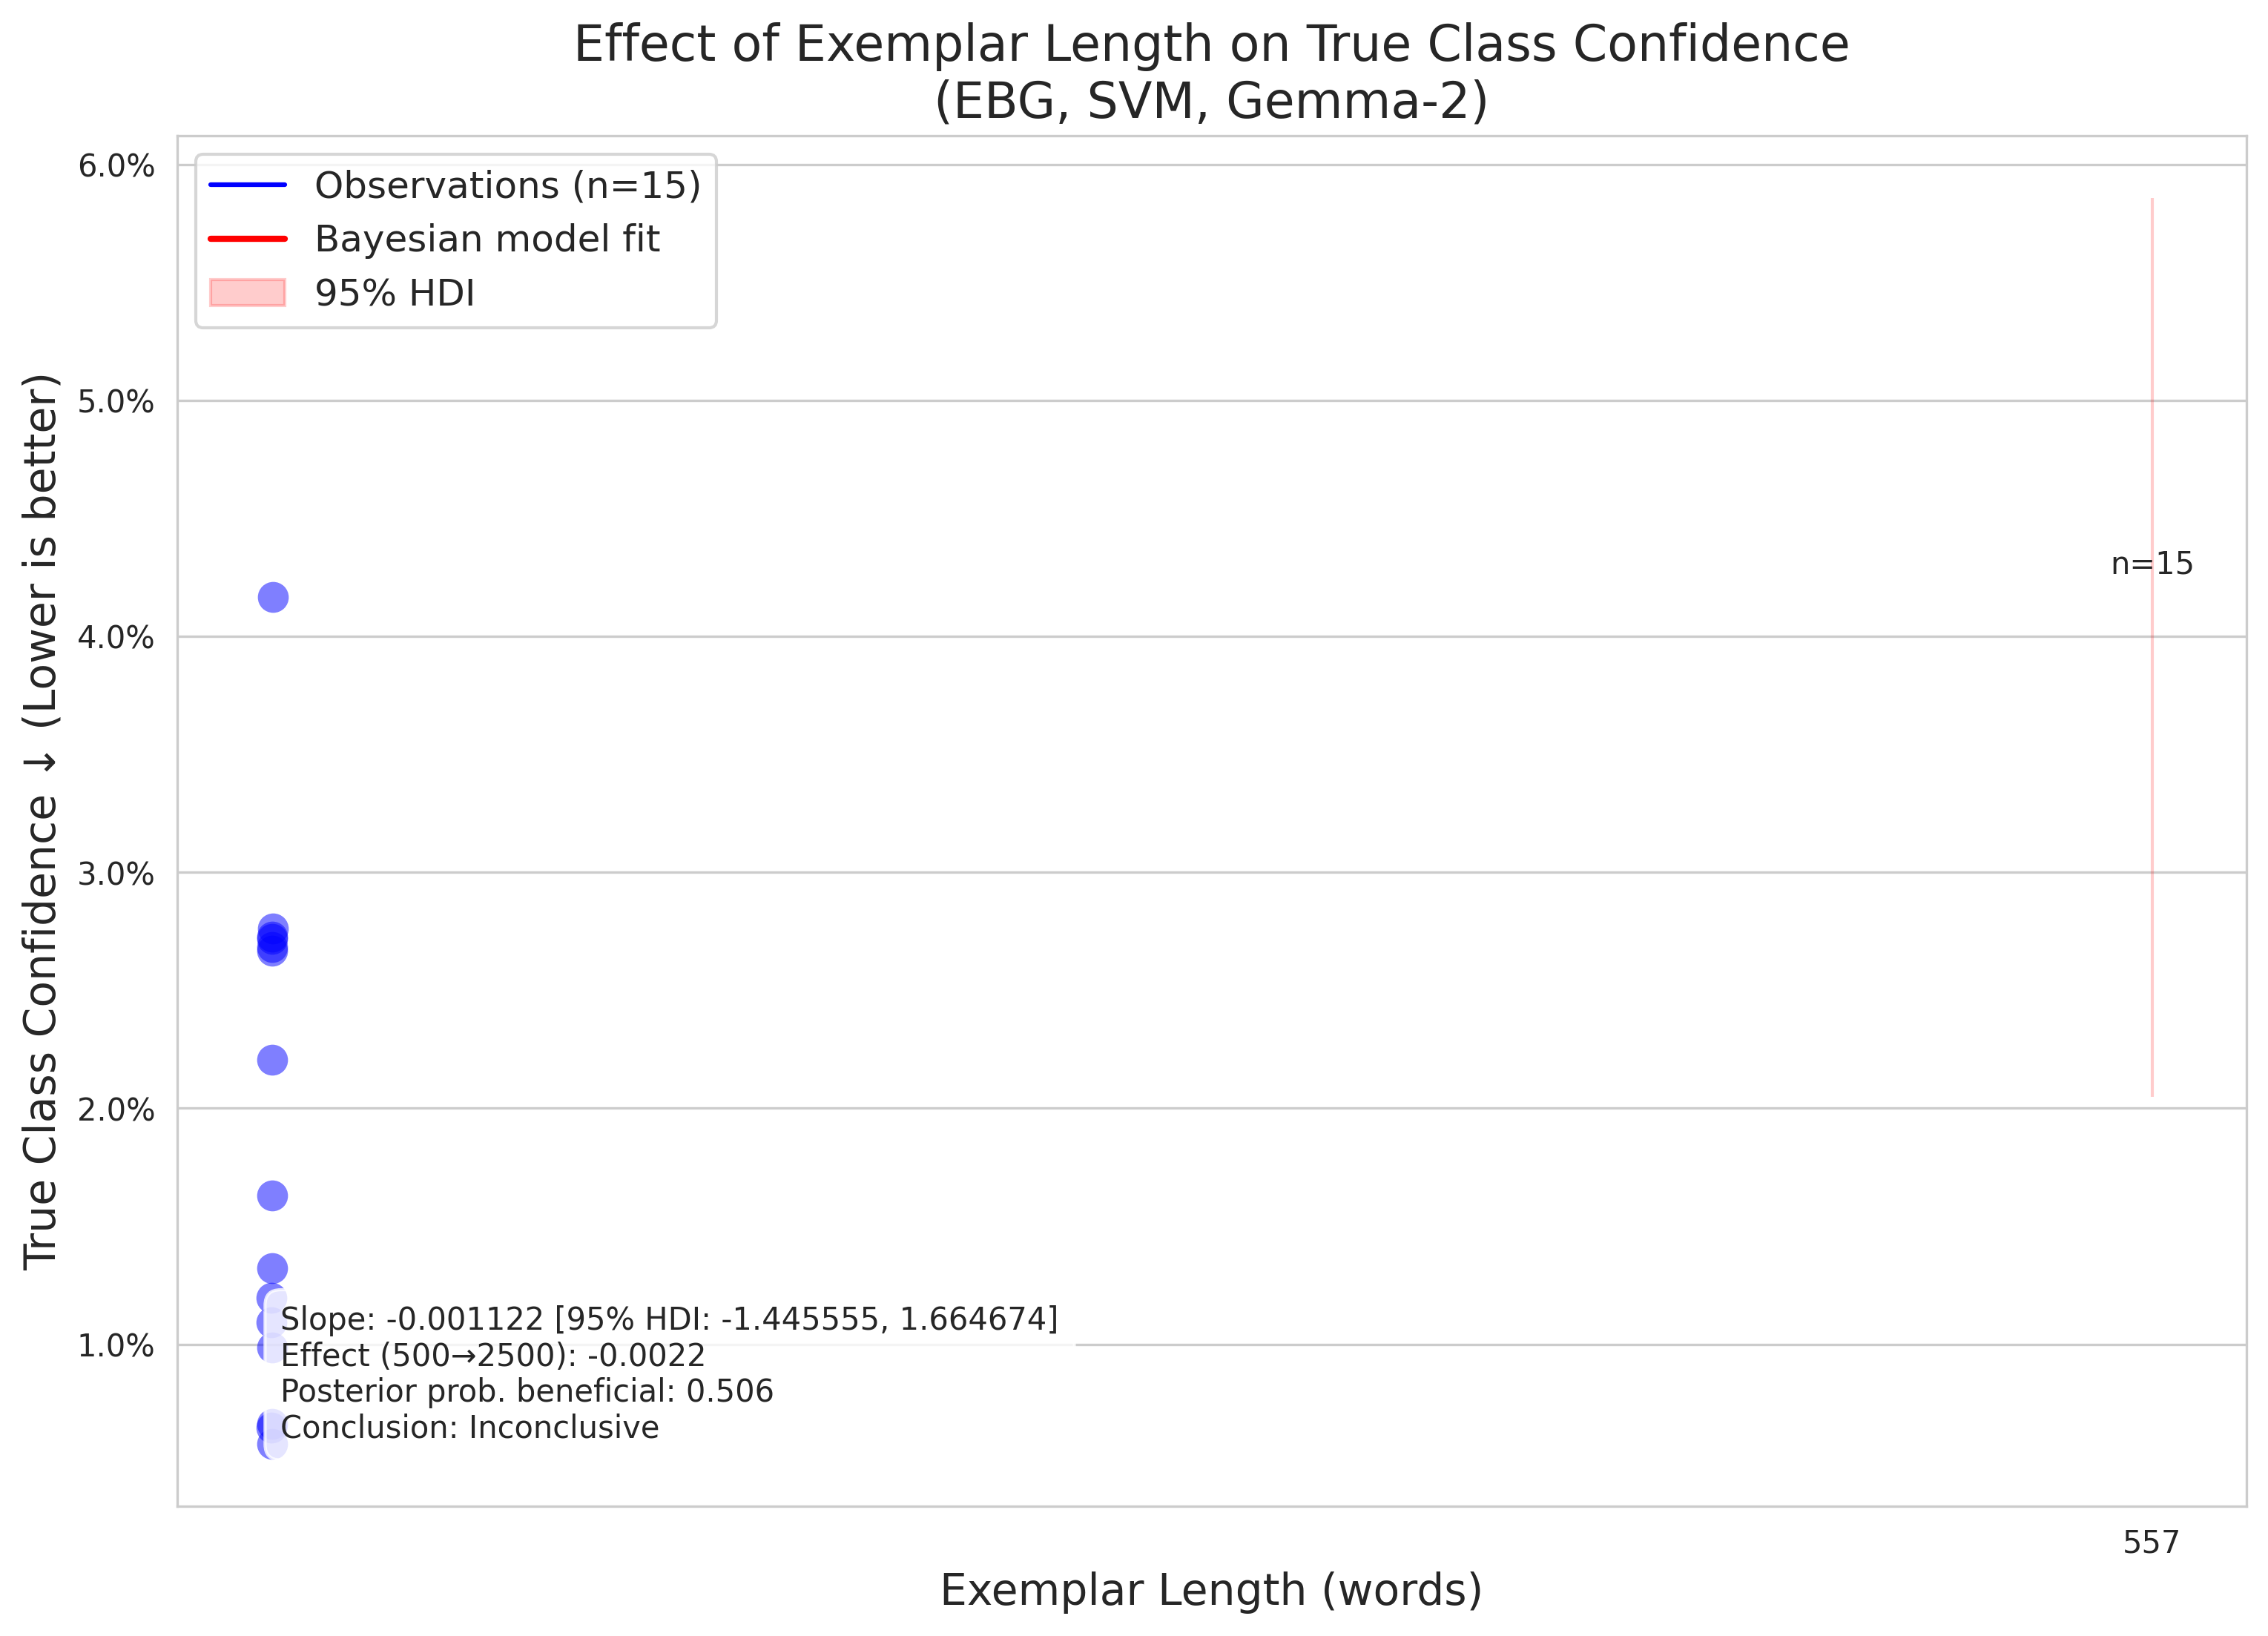 Effect of Exemplar Length on True Class Confidence
(EBG, SVM, Gemma-2)
True Class Confidence ↓ (Lower is better)
6.0%
5.0%
4.0%
3.0%
2.0%
1.0%
Observations (n=15)
Bayesian model fit
95% HDI
n=15
Slope: -0.001122 [95% HDI: -1.445555, 1.664674]
Effect (500→2500): -0.0022
Posterior prob. beneficial: 0.506
Conclusion: Inconclusive
557
Exemplar Length (words)